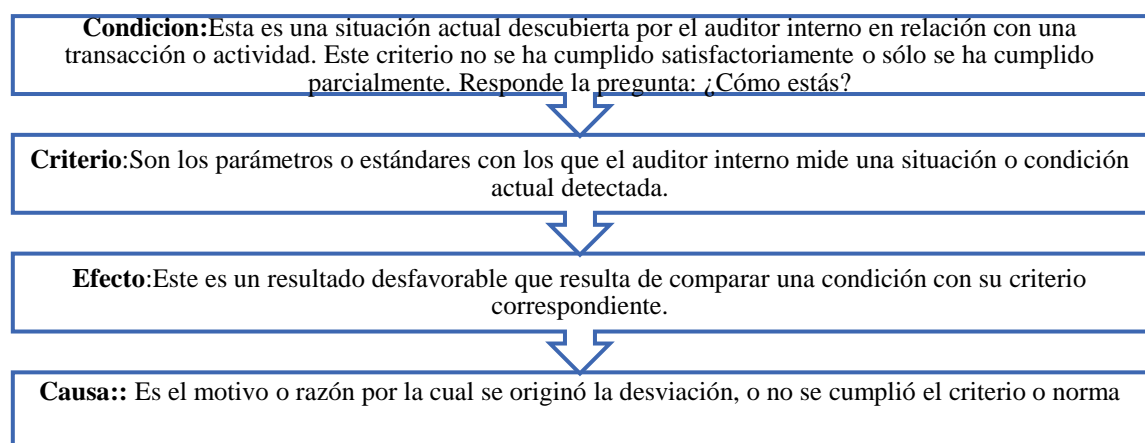 Condicion:Esta es una situación actual descubierta por el auditor interno en relación con una
transacción o actividad. Este criterio no se ha cumplido satisfactoriamente o sólo se ha cumplido
parcialmente. Responde la pregunta: ¿Cómo estás?
Criterio:Son los parámetros o estándares con los que el auditor interno mide una situación o condición
actual detectada.
Efecto:Este es un resultado desfavorable que resulta de comparar una condición con su criterio
correspondiente.
Causa:: Es el motivo o razón por la cual se originó la desviación, o no se cumplió el criterio o norma